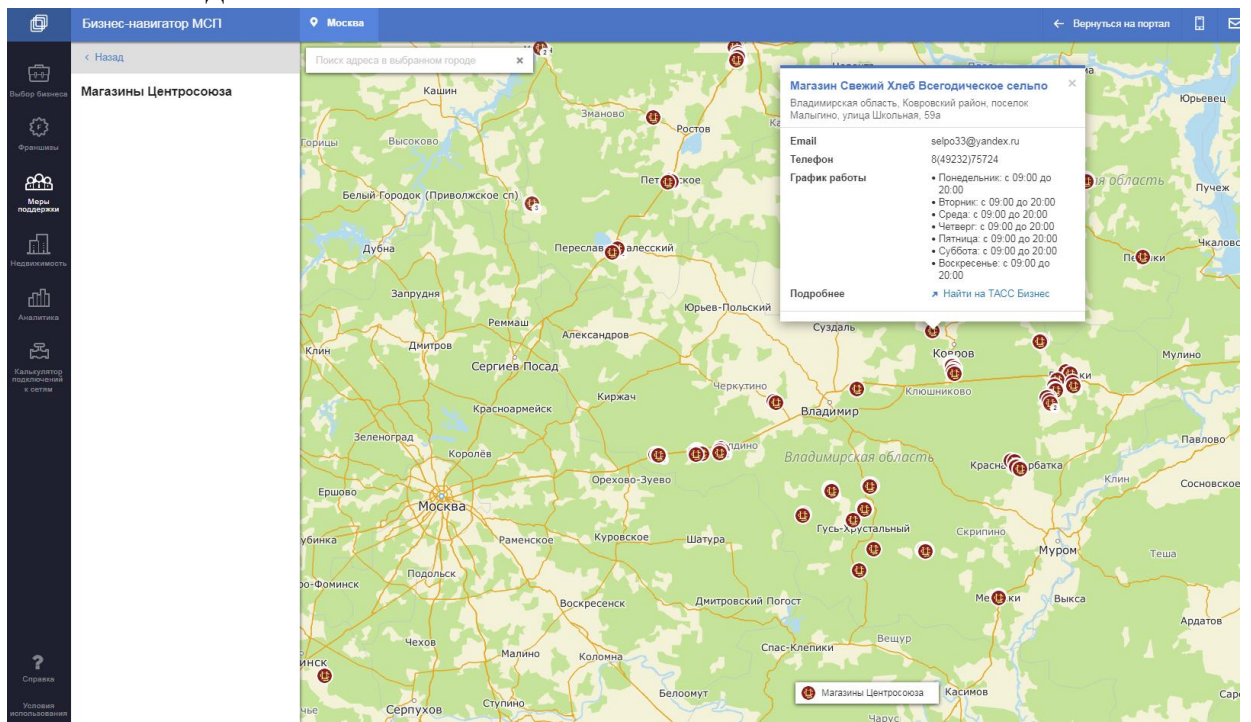 Бизнес-навигатор МСП
Москва
Вернуться на портал
Назад
Магазины Центросоюза
Выбор бизнеса
Франшизы
Меры
поддержки
Недвижимость
Аналитика
Калькулятор
подключений
к сетям
?
Справка
Условия
использования
Поиск адреса в выбранном городе
Магазин Свежий Хлеб Всегодическое сельпо
Владимирская область, Ковровский район, поселок
Малыгино, улица Школьная, 59а
Email selpo33@yandex.ru
Телефон 8(49232)75724
График работы • Понедельник: с 09:00 до
20:00
• Вторник: с 09:00 до 20:00
• Среда: с 09:00 до 20:00
• Четверг: с 09:00 до 20:00
• Пятница: с 09:00 до 20:00
• Суббота: с 09:00 до 20:00
• Воскресенье: с 09:00 до
20:00
Подробнее Найти на ТАСС Бизнес
Кашин
Зманово
Ростов
Юрьевец
Горицы
Высоково
Белый Городок (Приволжское сп)
Пучеж
Дубна
Запрудня
Юрьев-Польский
Суздаль
Реммаш
Александров
Клин
Дмитров
Сергиев Посад
Ковров
Мулино
Черкутино
Клюшниково
Киржач
Красноармейск
Владимир
Зеленоград
Королёв
Владимирская область
Павлово
Орехово-Зуево
Клин
Сосновское
Ершово
Москва
Гусь-Хрустальный
Скрипино
Раменское
Куровское
Шатура
Муром
Теша
Подольск
Воскресенск
Дмитровский Погост
Выкса
Ардатов
Чехов
Малино
Коломна
Спас-Клепики
Вещур
Белоомут
Магазины Центросоюза
Касимов
Серпухов
Ступино
Чарус